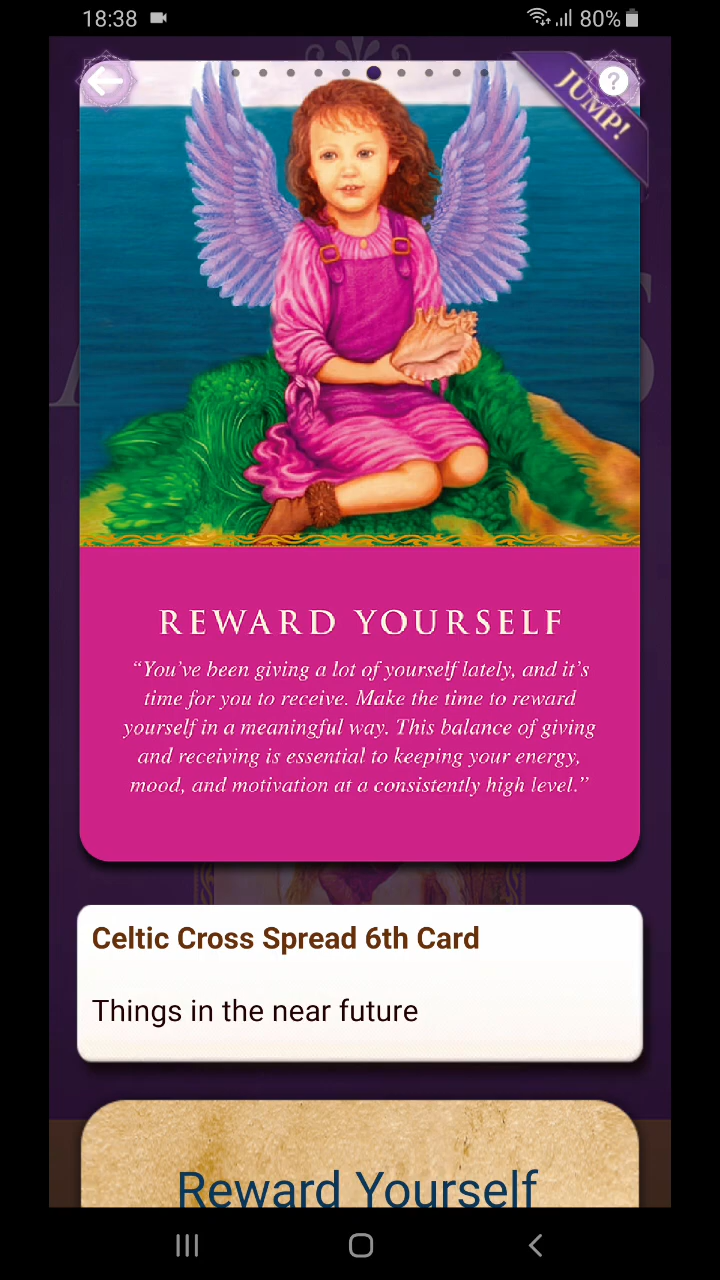 18:38
80%
JUMP!
?
REWARD YOURSELF
“You’ve been giving a lot of yourself lately, and it’s
time for you to receive. Make the time to reward
yourself in a meaningful way. This balance of giving
and receiving is essential to keeping your energy,
mood, and motivation at a consistently high level.”
Celtic Cross Spread 6th Card
Things in the near future
Reward Yourself